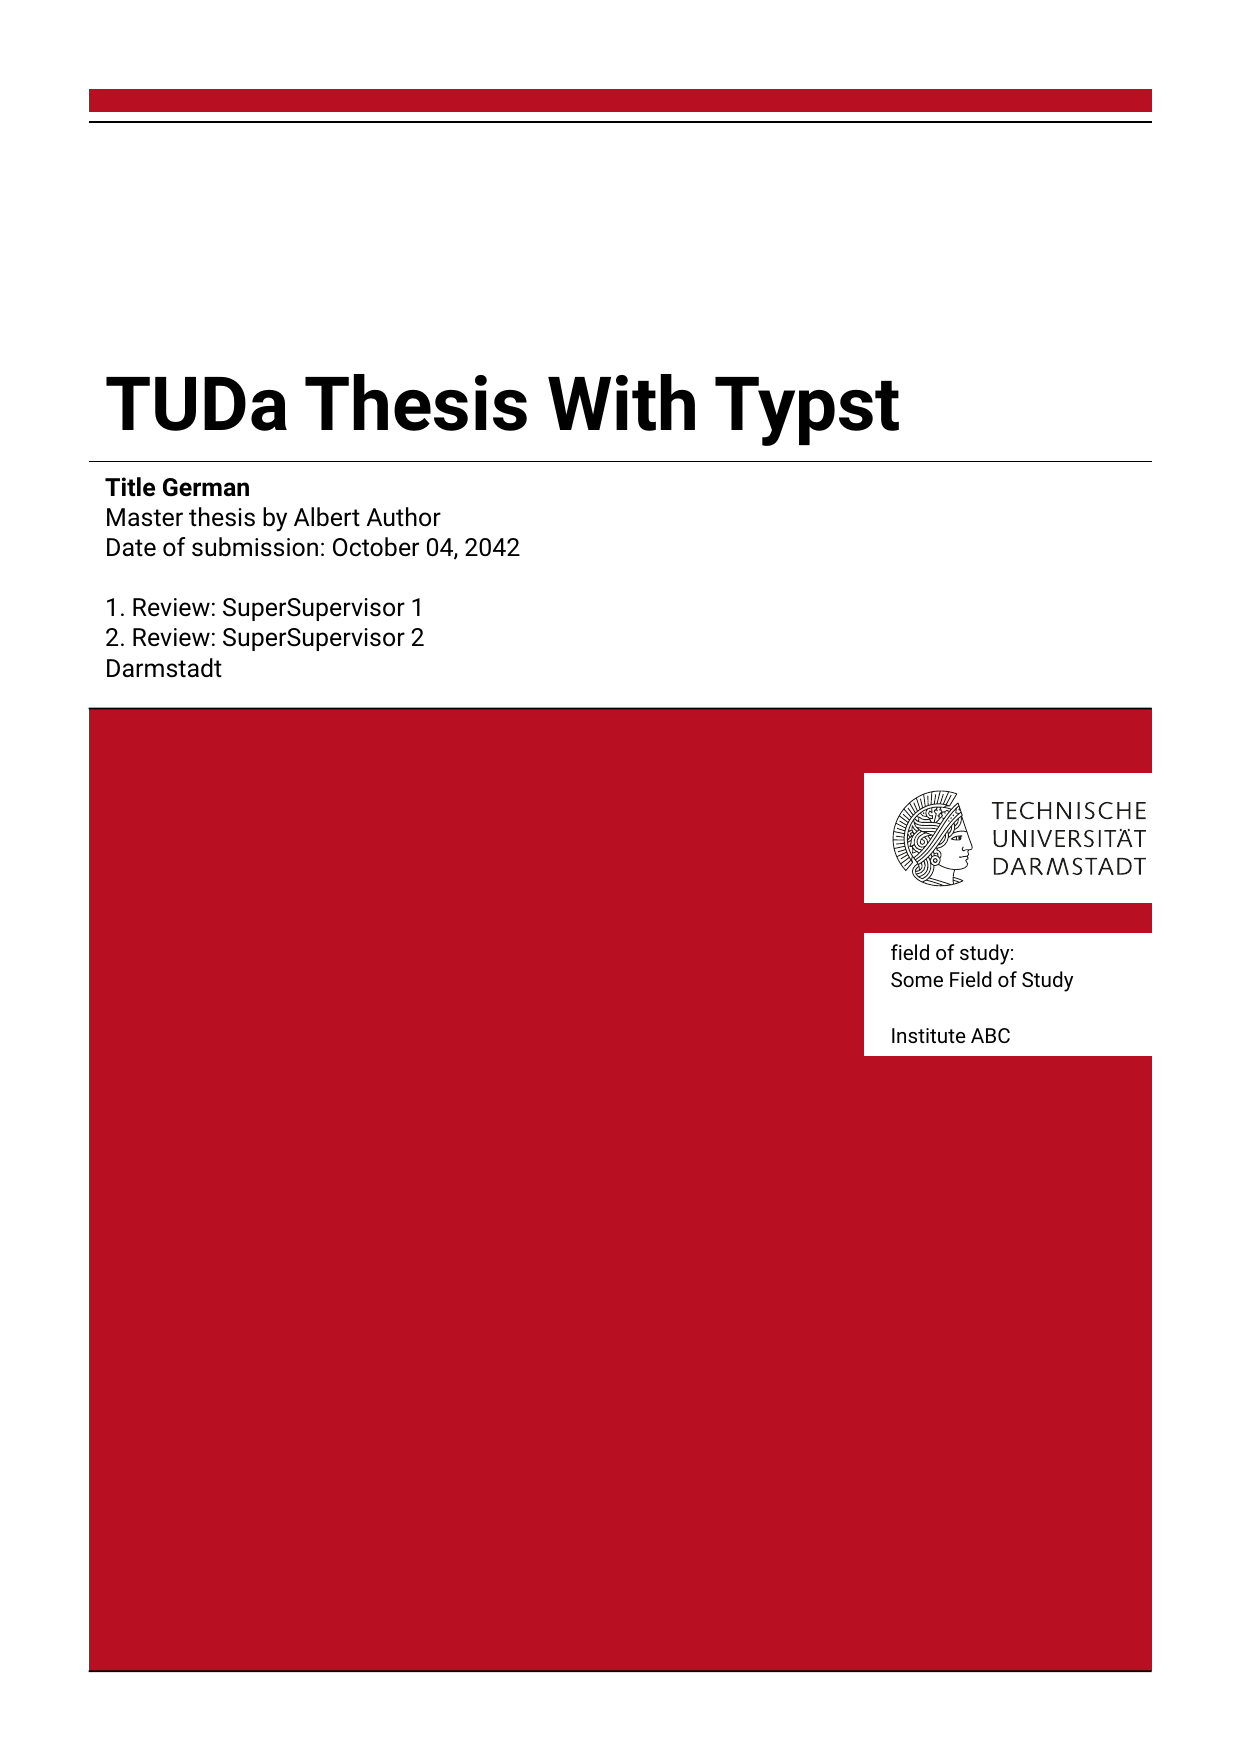 TUDa Thesis With Typst
Title German
Master thesis by Albert Author
Date of submission: October 04, 2042
1. Review: SuperSupervisor 1
2. Review: SuperSupervisor 2
Darmstadt
TECHNISCHE
UNIVERSITÄT
DARMSTADT
field of study:
Some Field of Study
Institute ABC